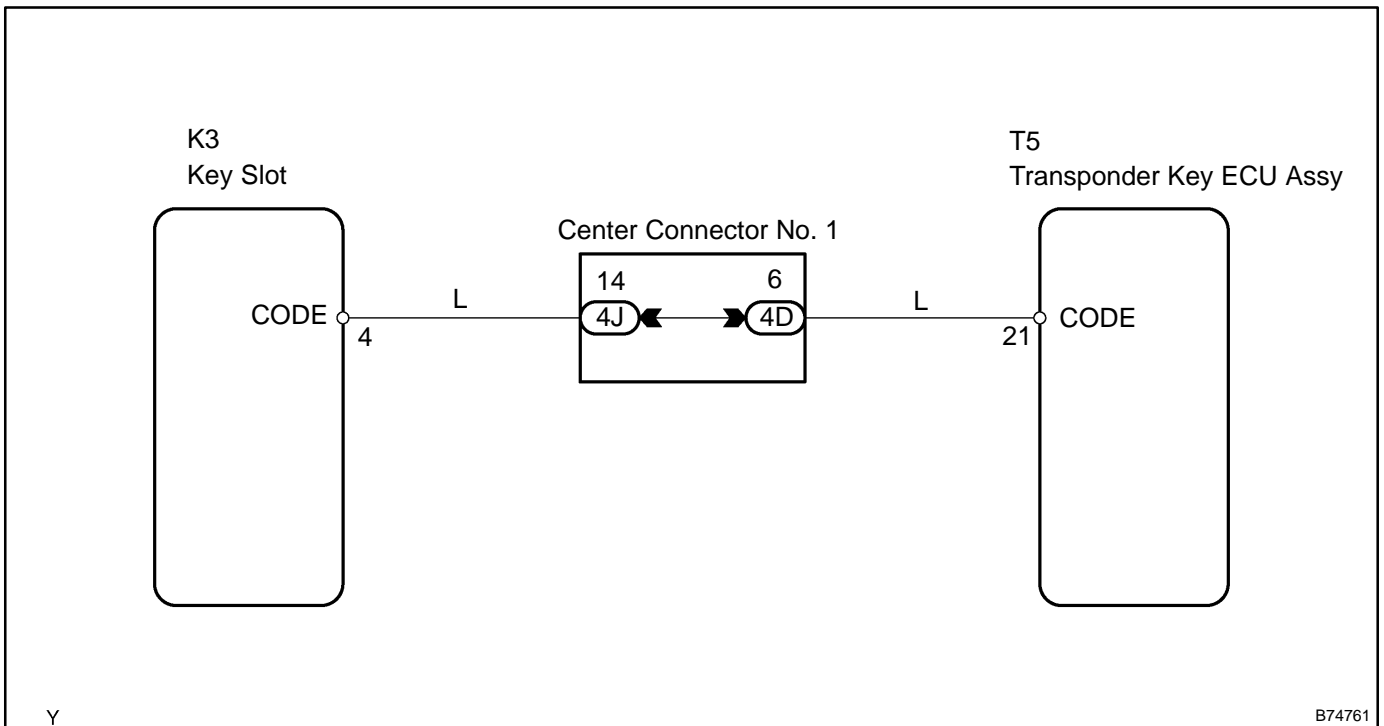 K3
Key Slot
T5
Transponder Key ECU Assy
Center Connector No. 1
14
6
CODE
L
4J
4D
L
CODE
4
21
Y
B74761